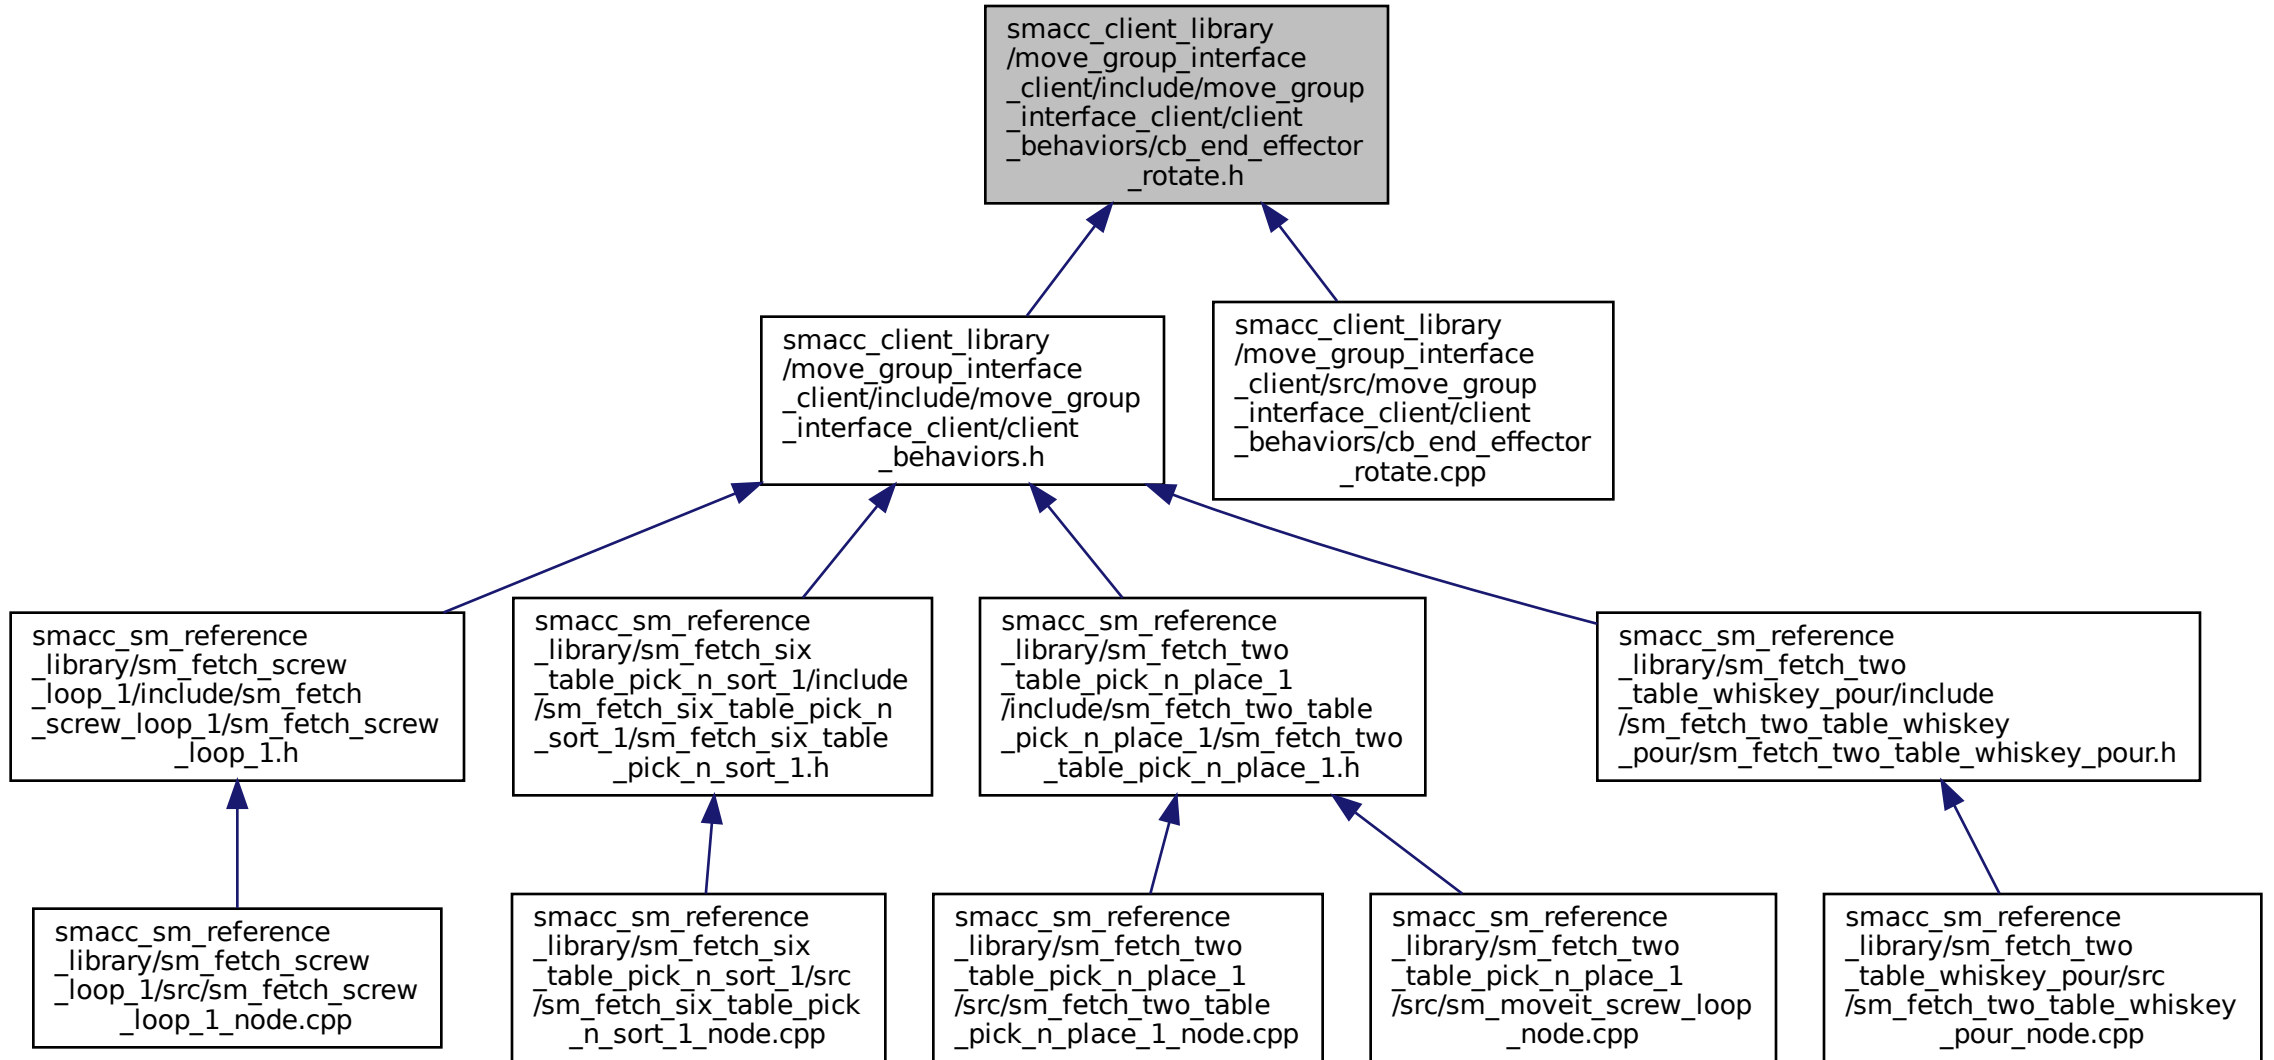 smacc_client_library
/move_group_interface
_client/include/move_group
_interface_client/client
_behaviors/cb_end_effector
_rotate.h
smacc_client_library
/move_group_interface
_client/include/move_group
_interface_client/client
_behaviors.h
smacc_client_library
/move_group_interface
_client/src/move_group
_interface_client/client
_behaviors/cb_end_effector
_rotate.cpp
smacc_sm_reference
_library/sm_fetch_screw
_loop_1/include/sm_fetch
_screw_loop_1/sm_fetch_screw
_loop_1.h
smacc_sm_reference
_library/sm_fetch_six
_table_pick_n_sort_1/include
/sm_fetch_six_table_pick_n
_sort_1/sm_fetch_six_table
_pick_n_sort_1.h
smacc_sm_reference
_library/sm_fetch_two
_table_pick_n_place_1
/include/sm_fetch_two_table
_pick_n_place_1/sm_fetch_two
_table_pick_n_place_1.h
smacc_sm_reference
_library/sm_fetch_two
_table_whiskey_pour/include
/sm_fetch_two_table_whiskey
_pour/sm_fetch_two_table_whiskey_pour.h
smacc_sm_reference
_library/sm_fetch_screw
_loop_1/src/sm_fetch_screw
_loop_1_node.cpp
smacc_sm_reference
_library/sm_fetch_six
_table_pick_n_sort_1/src
/sm_fetch_six_table_pick
_n_sort_1_node.cpp
smacc_sm_reference
_library/sm_fetch_two
_table_pick_n_place_1
/src/sm_fetch_two_table
_pick_n_place_1_node.cpp
smacc_sm_reference
_library/sm_fetch_two
_table_pick_n_place_1
/src/sm_moveit_screw_loop
_node.cpp
smacc_sm_reference
_library/sm_fetch_two
_table_whiskey_pour/src
/sm_fetch_two_table_whiskey
_pour_node.cpp